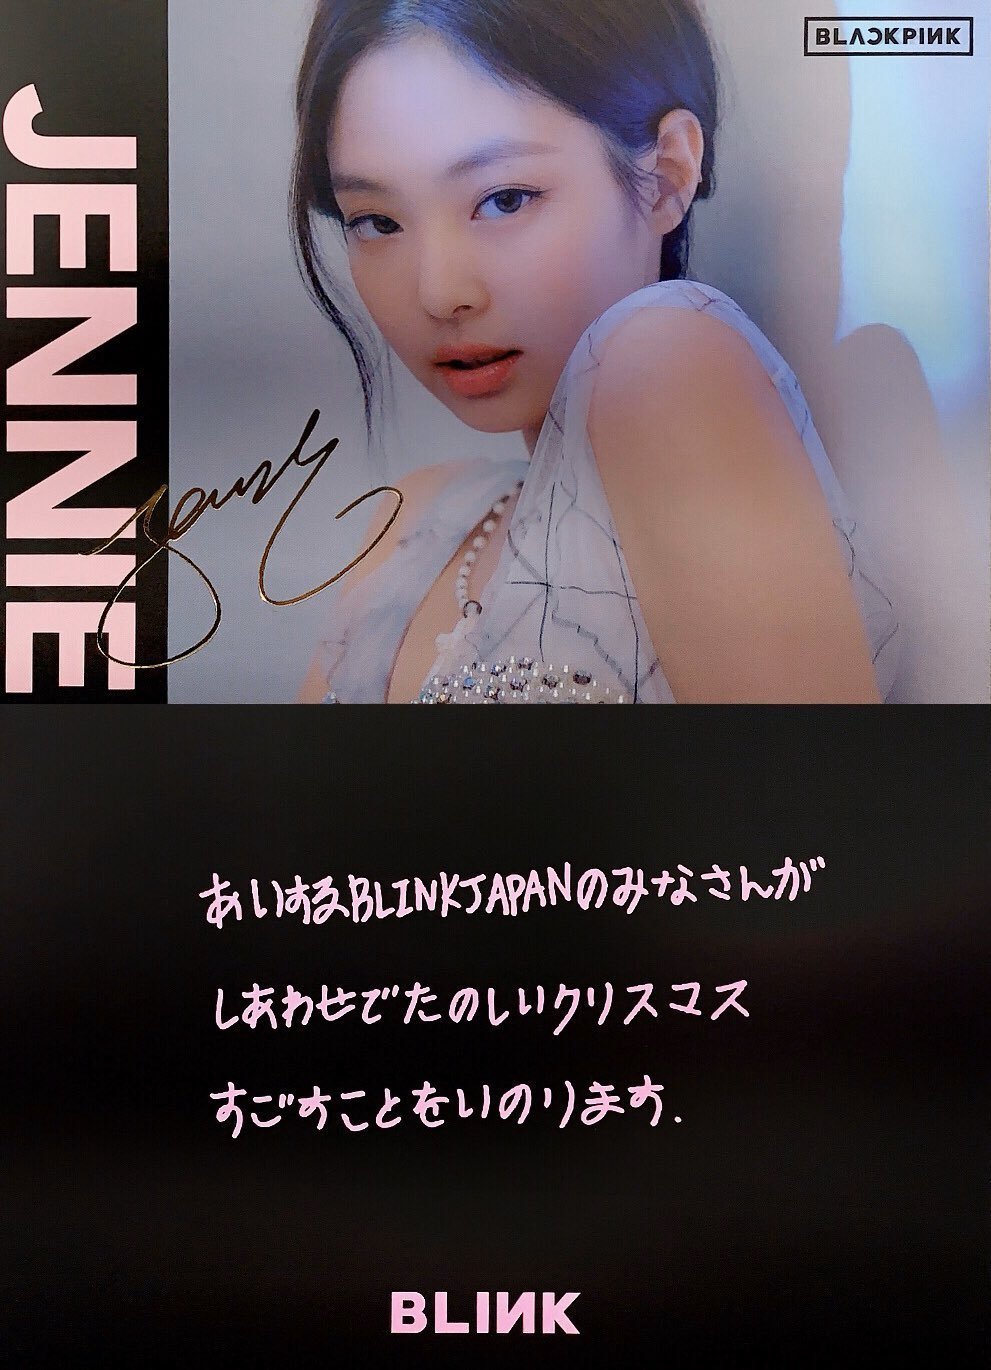 BLACKPINK
JENNIE
あいするBLINKJAPANのみなさんが
しあわせでたのしいクリスマス
すごすことをいのります.
BLINK